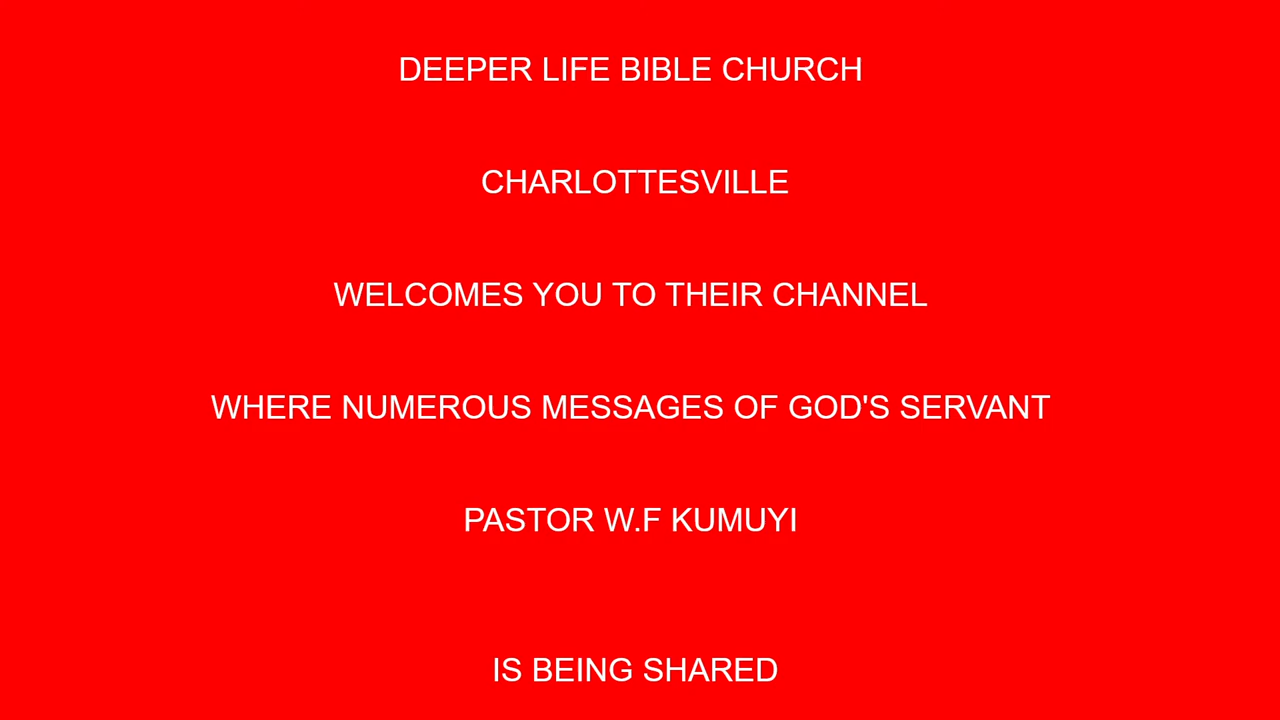 DEEPER LIFE BIBLE CHURCH
CHARLOTTESVILLE
WELCOMES YOU TO THEIR CHANNEL
WHERE NUMEROUS MESSAGES OF GOD'S SERVANT
PASTOR W.F KUMUYI
IS BEING SHARED